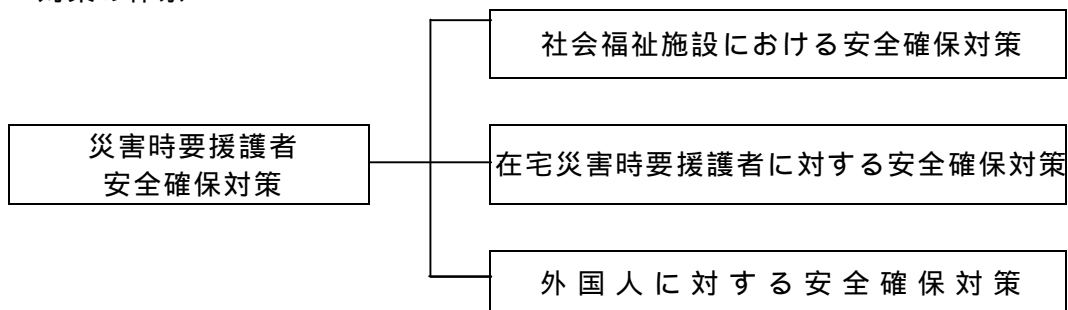 社会福祉施設における安全確保対策
災害時要援護者
安全確保対策
在宅災害時要援護者に対する安全確保対策
外国人に対する安全確保対策